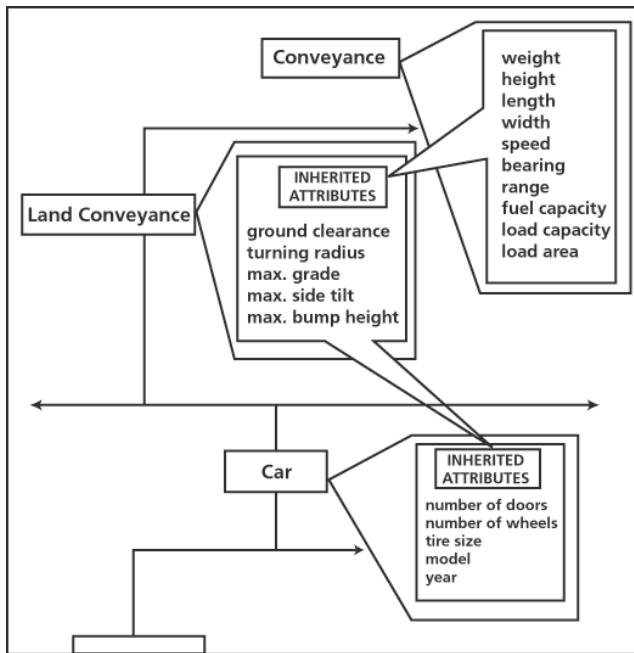 Conveyance
weight
height
length
width
speed
bearing
range
fuel capacity
load capacity
load area
Land Conveyance
INHERITED
ATTRIBUTES
ground clearance
turning radius
max. grade
max. side tilt
max. bump height
Car
INHERITED
ATTRIBUTES
number of doors
number of wheels
tire size
model
year